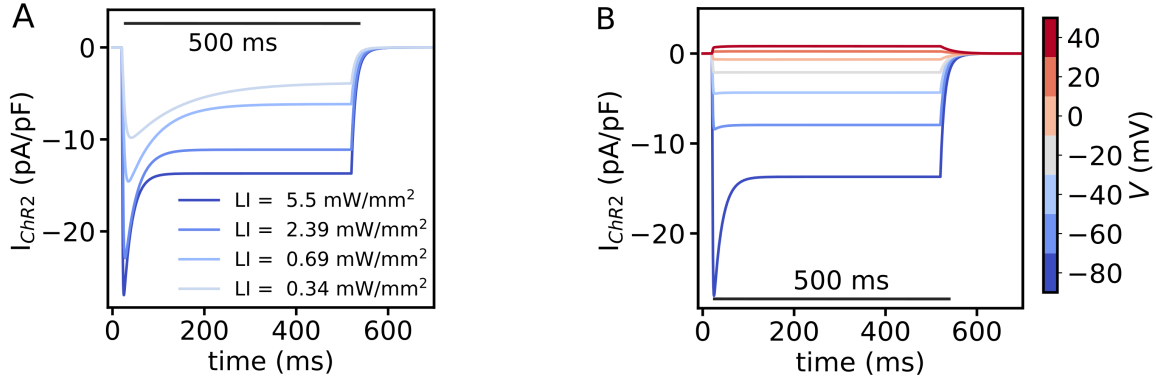 A
500 ms
0
−10
−20
I_ChR2 (pA/pF)
LI = 5.5 mW/mm²
LI = 2.39 mW/mm²
LI = 0.69 mW/mm²
LI = 0.34 mW/mm²
0 200 400 600
time (ms)
B
0
−10
−20
I_ChR2 (pA/pF)
500 ms
0 200 400 600
time (ms)
40
20
0
−20
−40
−60
−80
V (mV)